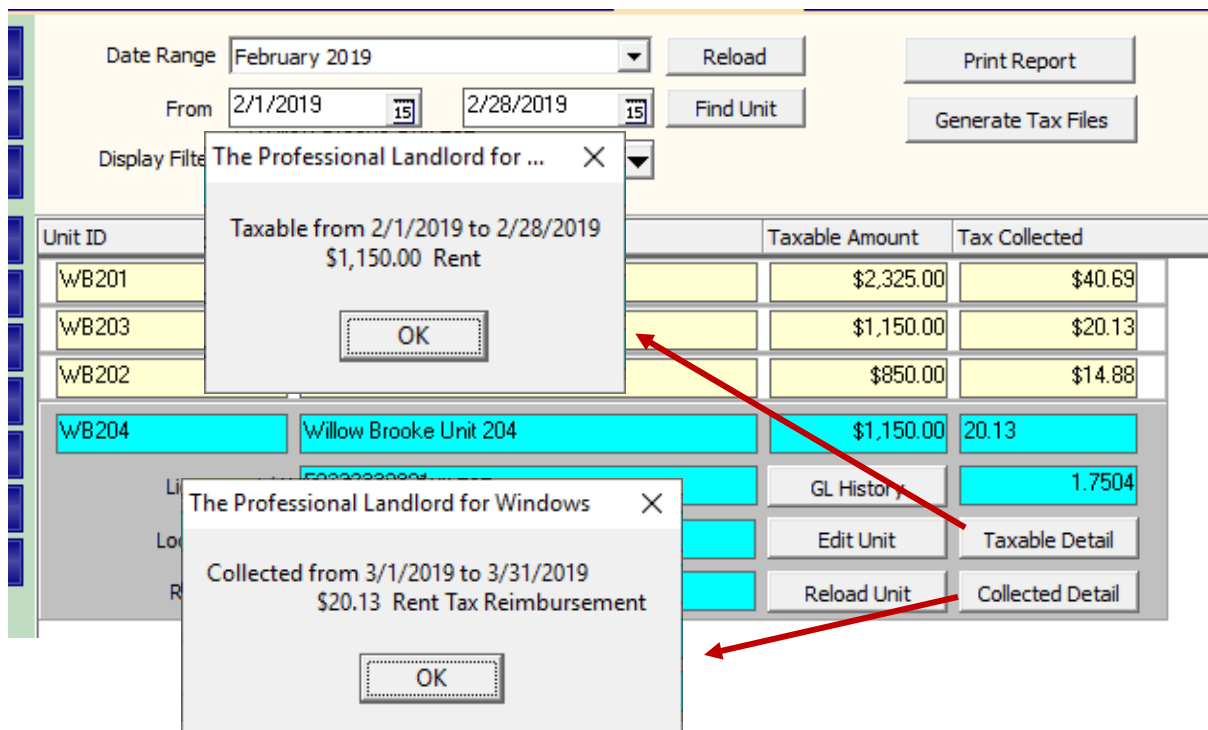 Date Range February 2019 Reload Print Report
From 2/1/2019 15 2/28/2019 15 Find Unit Generate Tax Files
Display
The Professional Landlord for ...
Taxable from 2/1/2019 to 2/28/2019
$1,150.00 Rent
OK
Unit ID Taxable Amount Tax Collected
WB201 $2,325.00 $40.69
WB203 $1,150.00 $20.13
WB202 $850.00 $14.88
WB204 Willow Brooke Unit 204 $1,150.00 20.13
GL History 1.7504
Edit Unit Taxable Detail
Reload Unit Collected Detail
The Professional Landlord for Windows
Collected from 3/1/2019 to 3/31/2019
$20.13 Rent Tax Reimbursement
OK